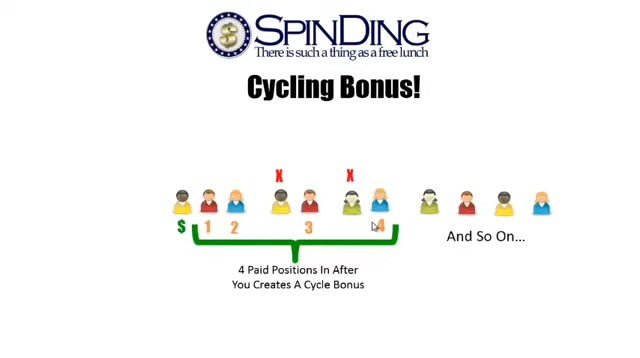 SPINDING
There is such a thing as a free lunch
Cycling Bonus!
X X
$ 1 2 3 4
And So On...
4 Paid Positions In After
You Creates A Cycle Bonus